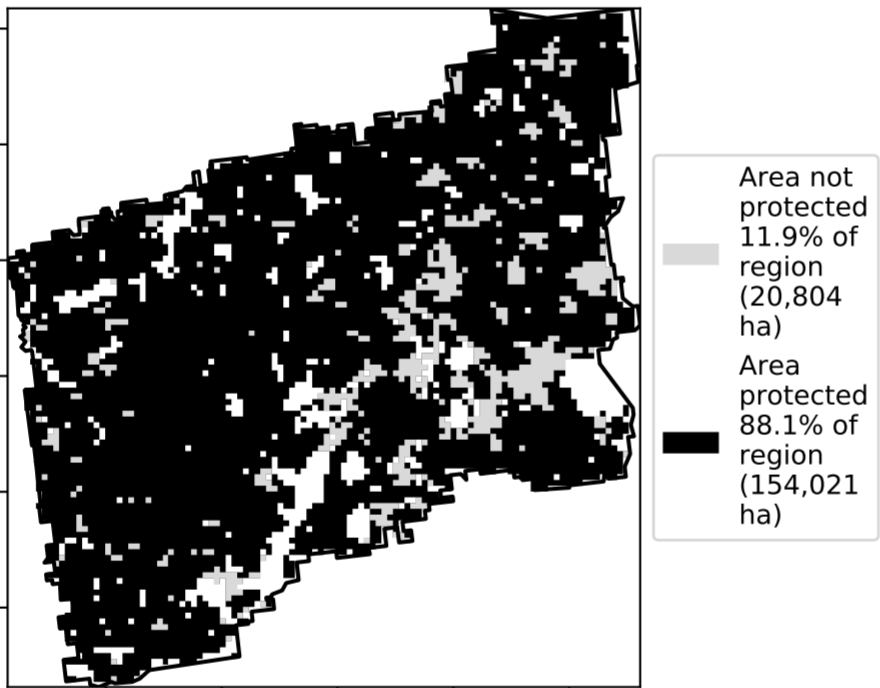 Area not
protected
11.9% of
region
(20,804
ha)
Area
protected
88.1% of
region
(154,021
ha)